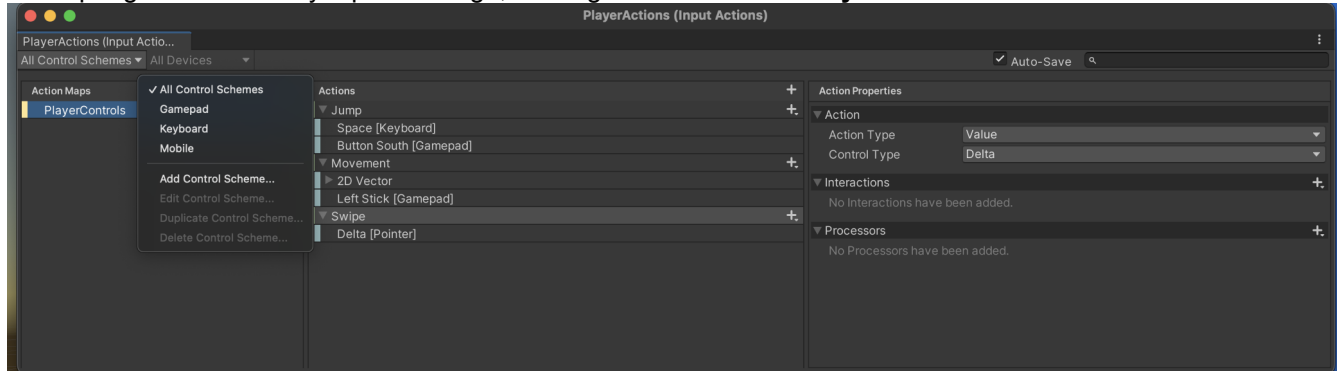 PlayerActions (Input Actions)
PlayerActions (Input Actio...
All Control Schemes All Devices
Auto-Save
Action Maps
PlayerControls
All Control Schemes
Gamepad
Keyboard
Mobile
Add Control Scheme...
Edit Control Scheme...
Duplicate Control Scheme...
Delete Control Scheme...
Actions
Jump
Space [Keyboard]
Button South [Gamepad]
Movement
2D Vector
Left Stick [Gamepad]
Swipe
Delta [Pointer]
Action Properties
Action
Action Type Value
Control Type Delta
Interactions
No Interactions have been added.
Processors
No Processors have been added.